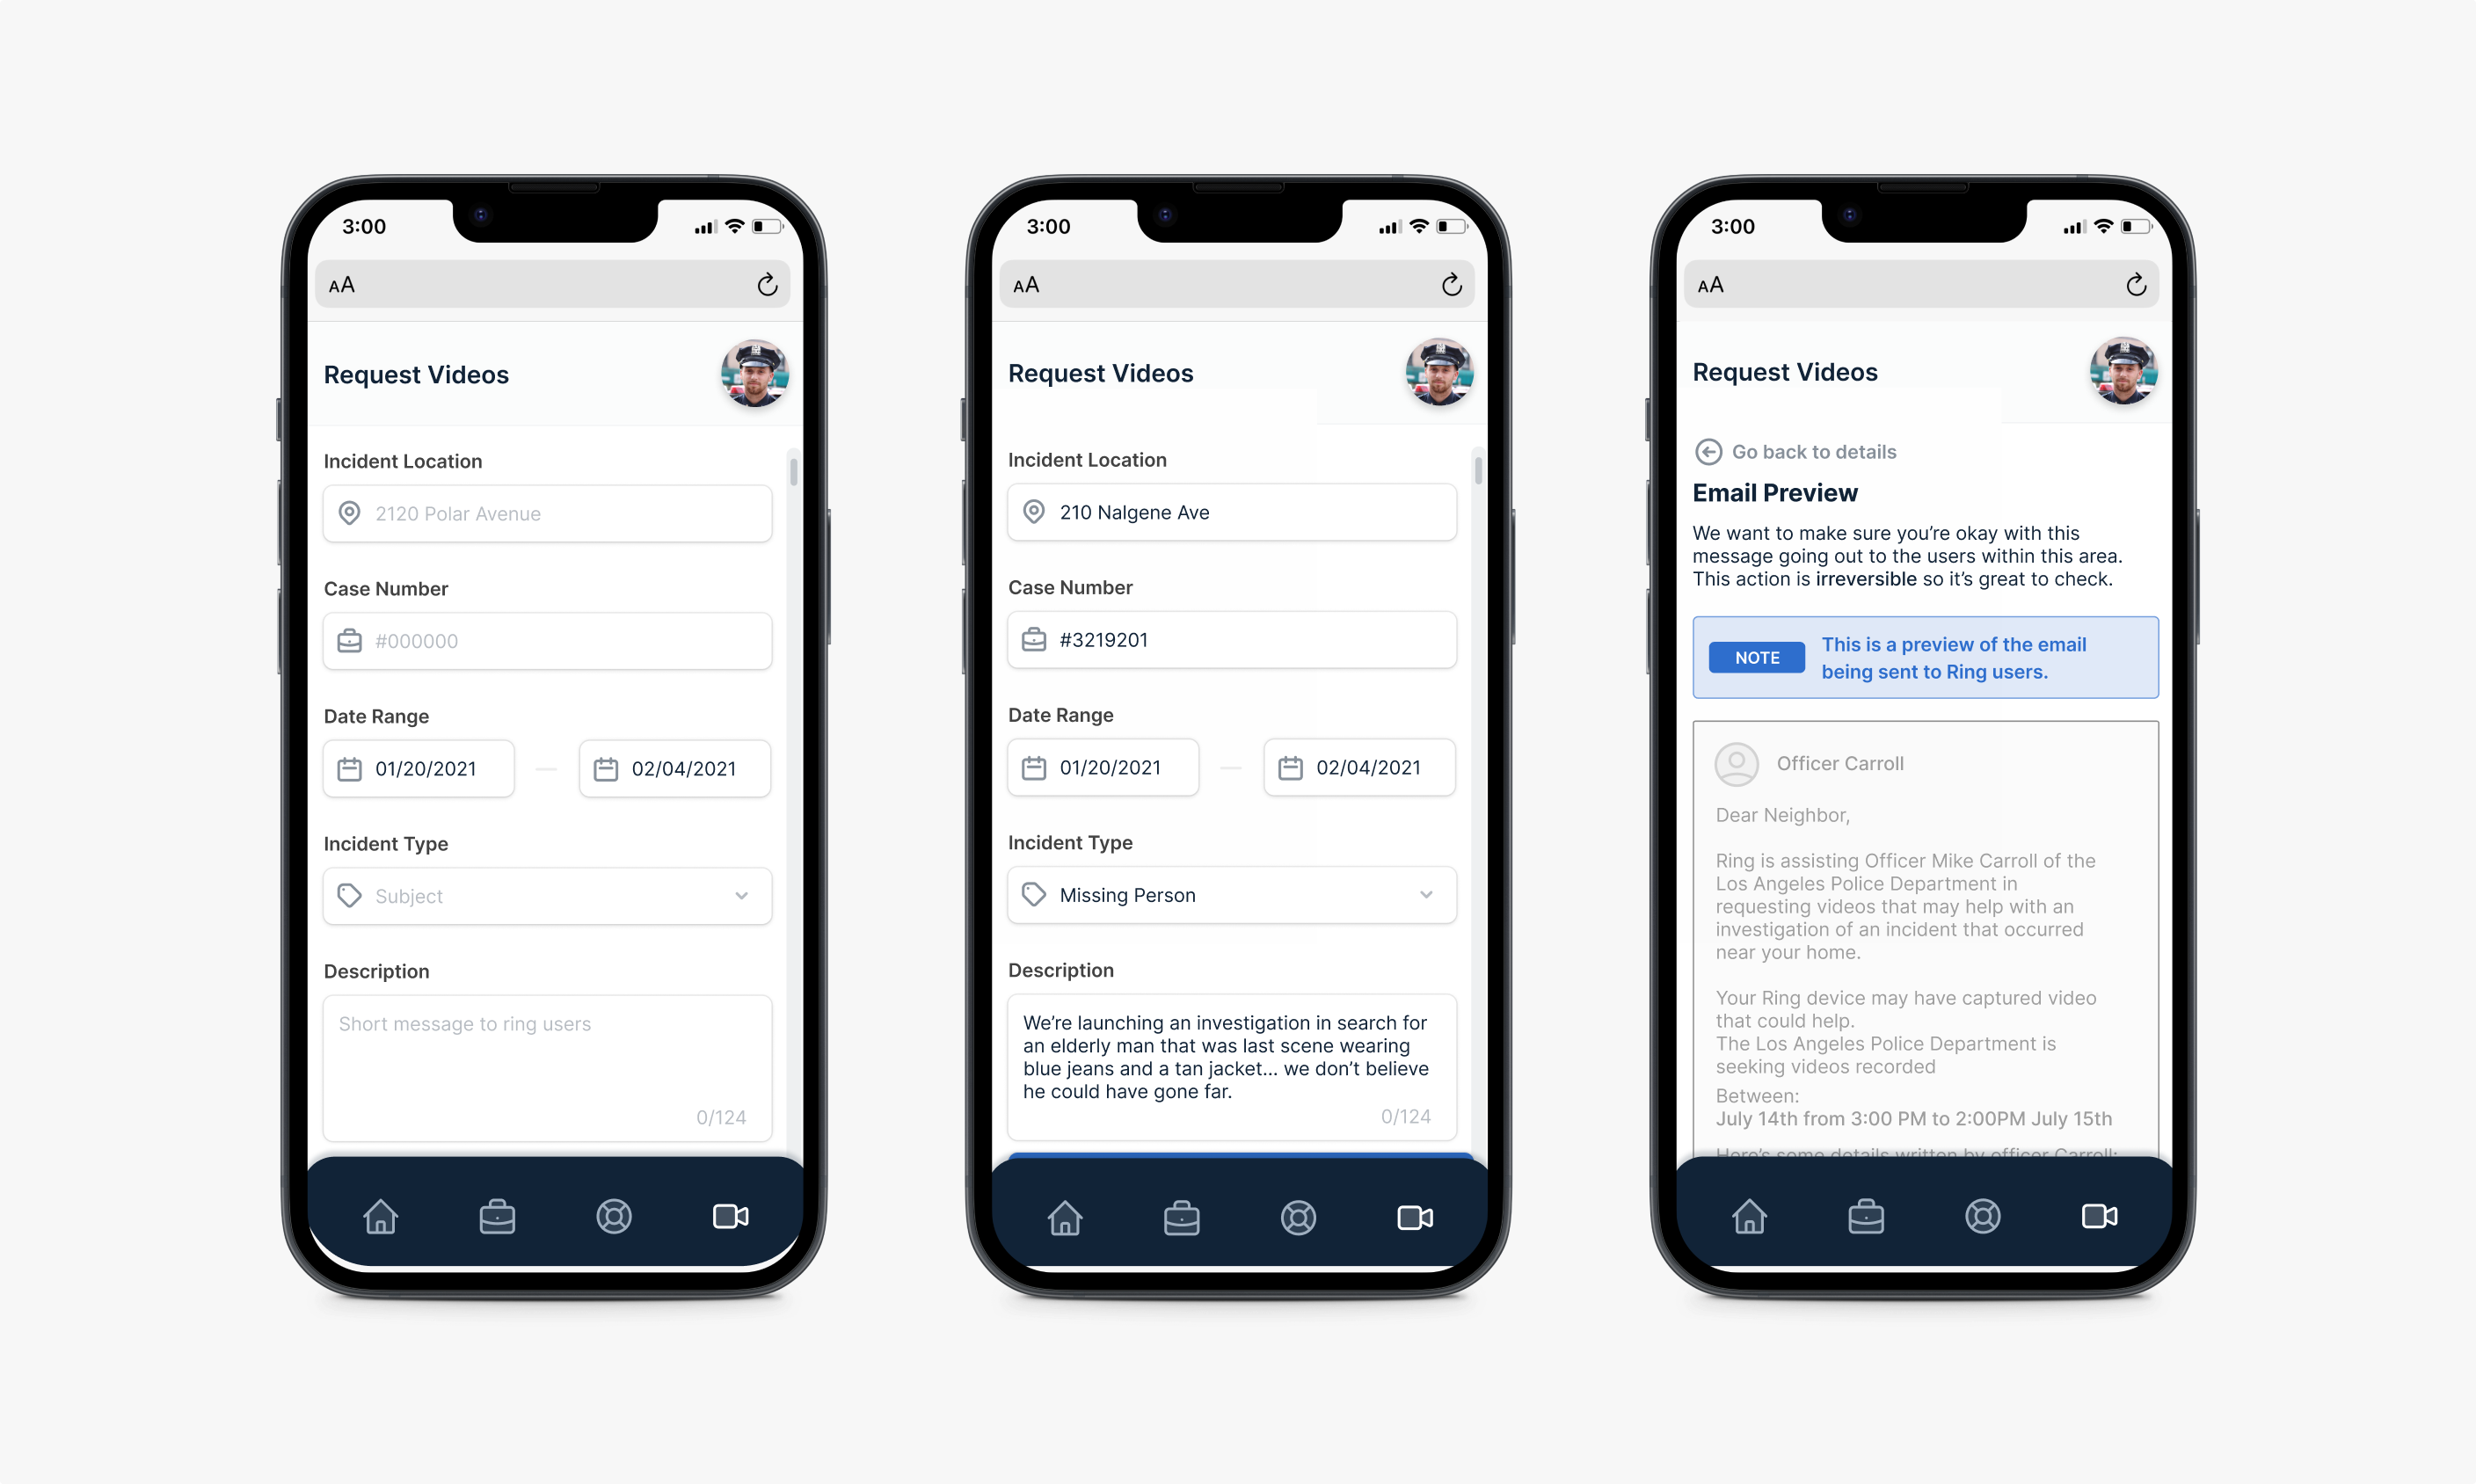 3:00
AA
Request Videos
Incident Location
2120 Polar Avenue
Case Number
#000000
Date Range
01/20/2021 — 02/04/2021
Incident Type
Subject
Description
Short message to ring users
0/124
3:00
AA
Request Videos
Incident Location
210 Nalgene Ave
Case Number
#3219201
Date Range
01/20/2021 — 02/04/2021
Incident Type
Missing Person
Description
We’re launching an investigation in search for
an elderly man that was last scene wearing
blue jeans and a tan jacket... we don’t believe
he could have gone far.
0/124
3:00
AA
Request Videos
Go back to details
Email Preview
We want to make sure you’re okay with this
message going out to the users within this area.
This action is irreversible so it’s great to check.
NOTE
This is a preview of the email
being sent to Ring users.
Officer Carroll
Dear Neighbor,
Ring is assisting Officer Mike Carroll of the
Los Angeles Police Department in
requesting videos that may help with an
investigation of an incident that occurred
near your home.
Your Ring device may have captured video
that could help.
The Los Angeles Police Department is
seeking videos recorded
Between:
July 14th from 3:00 PM to 2:00PM July 15th
Here’s some details written by officer Carroll: